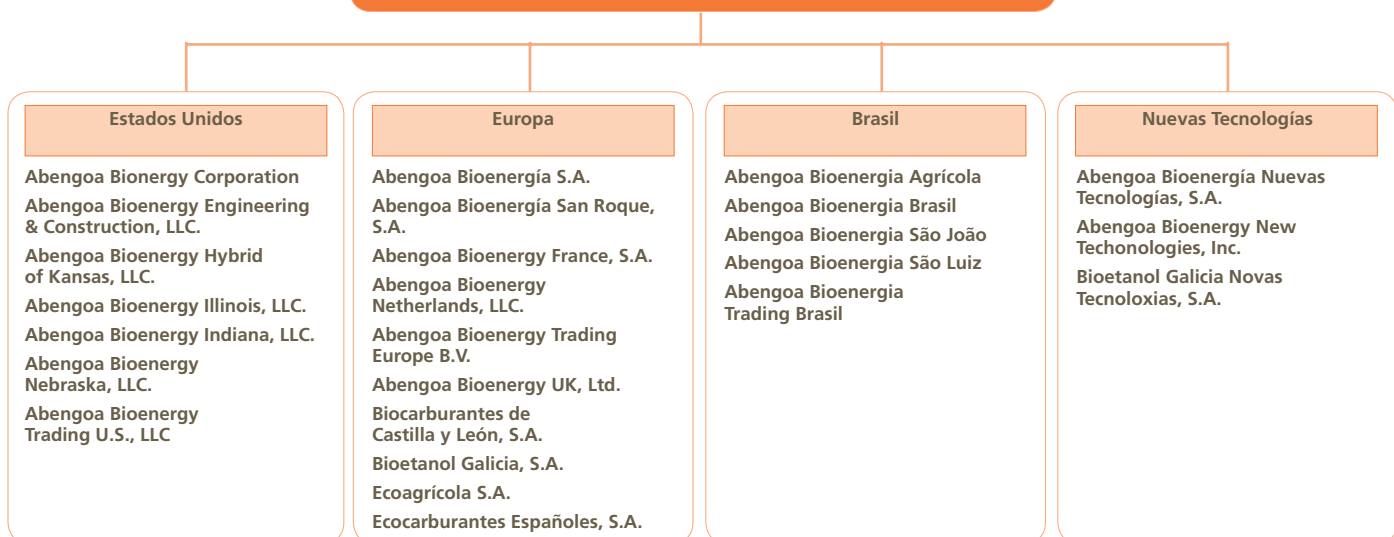 Estados Unidos
Abengoa Bionergy Corporation
Abengoa Bioenergy Engineering
& Construction, LLC.
Abengoa Bioenergy Hybrid
of Kansas, LLC.
Abengoa Bioenergy Illinois, LLC.
Abengoa Bioenergy Indiana, LLC.
Abengoa Bioenergy
Nebraska, LLC.
Abengoa Bioenergy
Trading U.S., LLC
Europa
Abengoa Bioenergía S.A.
Abengoa Bioenergía San Roque,
S.A.
Abengoa Bioenergy France, S.A.
Abengoa Bioenergy
Netherlands, LLC.
Abengoa Bioenergy Trading
Europe B.V.
Abengoa Bioenergy UK, Ltd.
Biocarburantes de
Castilla y León, S.A.
Bioetanol Galicia, S.A.
Ecoagrícola S.A.
Ecocarburantes Españoles, S.A.
Brasil
Abengoa Bioenergia Agrícola
Abengoa Bioenergia Brasil
Abengoa Bioenergia São João
Abengoa Bioenergia São Luiz
Abengoa Bioenergia
Trading Brasil
Nuevas Tecnologías
Abengoa Bioenergía Nuevas
Tecnologías, S.A.
Abengoa Bioenergy New
Techonologies, Inc.
Bioetanol Galicia Novas
Tecnoloxias, S.A.